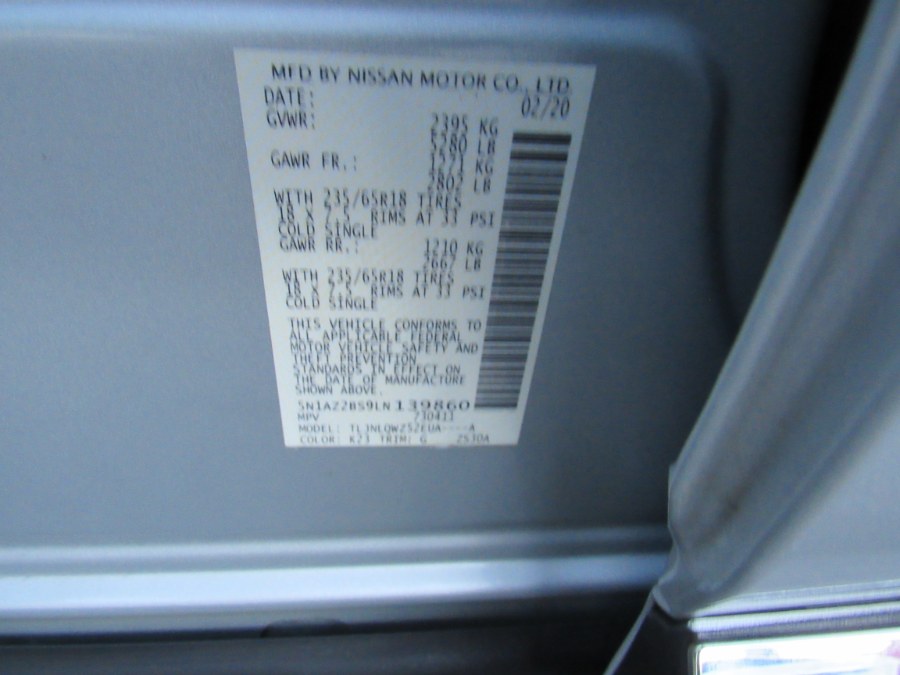 MFD BY NISSAN MOTOR CO., LTD
DATE: 02/20
GVWR: 2395 KG
5280 LB
GAWR FR.: 1271 KG
2802 LB
WITH 235/65R18 TIRES
18 X 7.5 RIMS AT 33 PSI
COLD SINGLE
GAWR RR.: 1210 KG
2667 LB
WITH 235/65R18 TIRES
18 X 7.5 RIMS AT 33 PSI
COLD SINGLE
THIS VEHICLE CONFORMS TO
ALL APPLICABLE FEDERAL
MOTOR VEHICLE SAFETY AND
THEFT PREVENTION
STANDARDS IN EFFECT ON
THE DATE OF MANUFACTURE
SHOWN ABOVE.
5N1AZ2BS9LN139860
MPV 230411
MODEL: TLJNLQWZ52EUA----A
COLOR: K23 TRIM: G